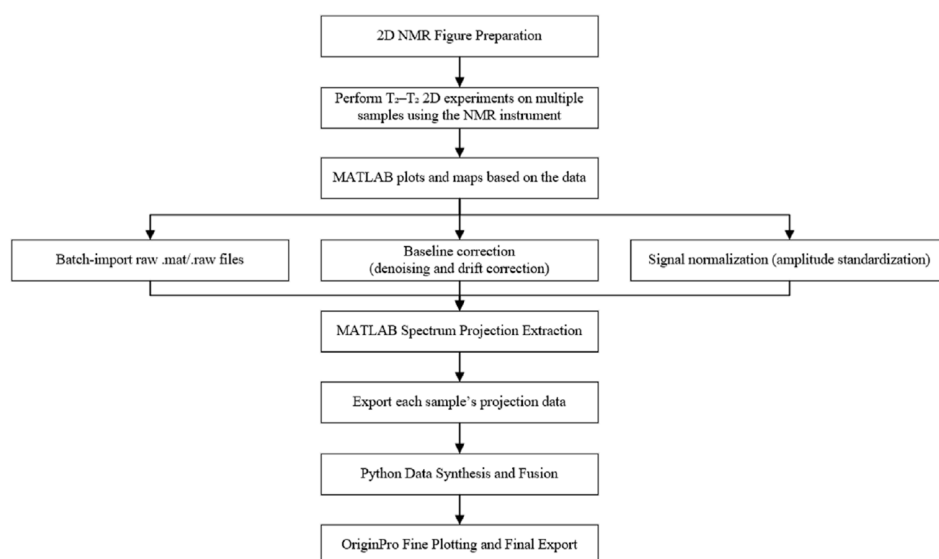 2D NMR Figure Preparation
Perform T₂–T₂ 2D experiments on multiple
samples using the NMR instrument
MATLAB plots and maps based on the data
Batch-import raw .mat/.raw files
Baseline correction
(denoising and drift correction)
Signal normalization (amplitude standardization)
MATLAB Spectrum Projection Extraction
Export each sample’s projection data
Python Data Synthesis and Fusion
OriginPro Fine Plotting and Final Export